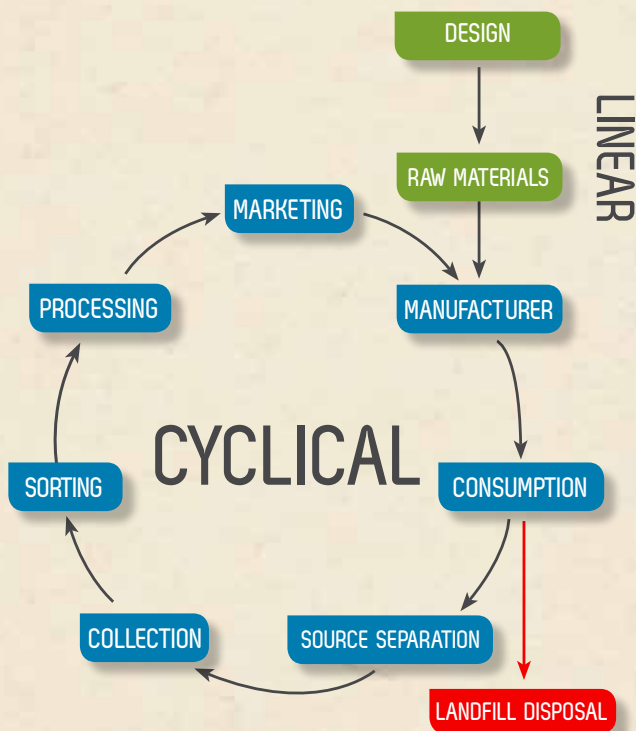 DESIGN
LINEAR
RAW MATERIALS
MARKETING
MANUFACTURER
PROCESSING
CYCLICAL
SORTING
CONSUMPTION
COLLECTION
SOURCE SEPARATION
LANDFILL DISPOSAL